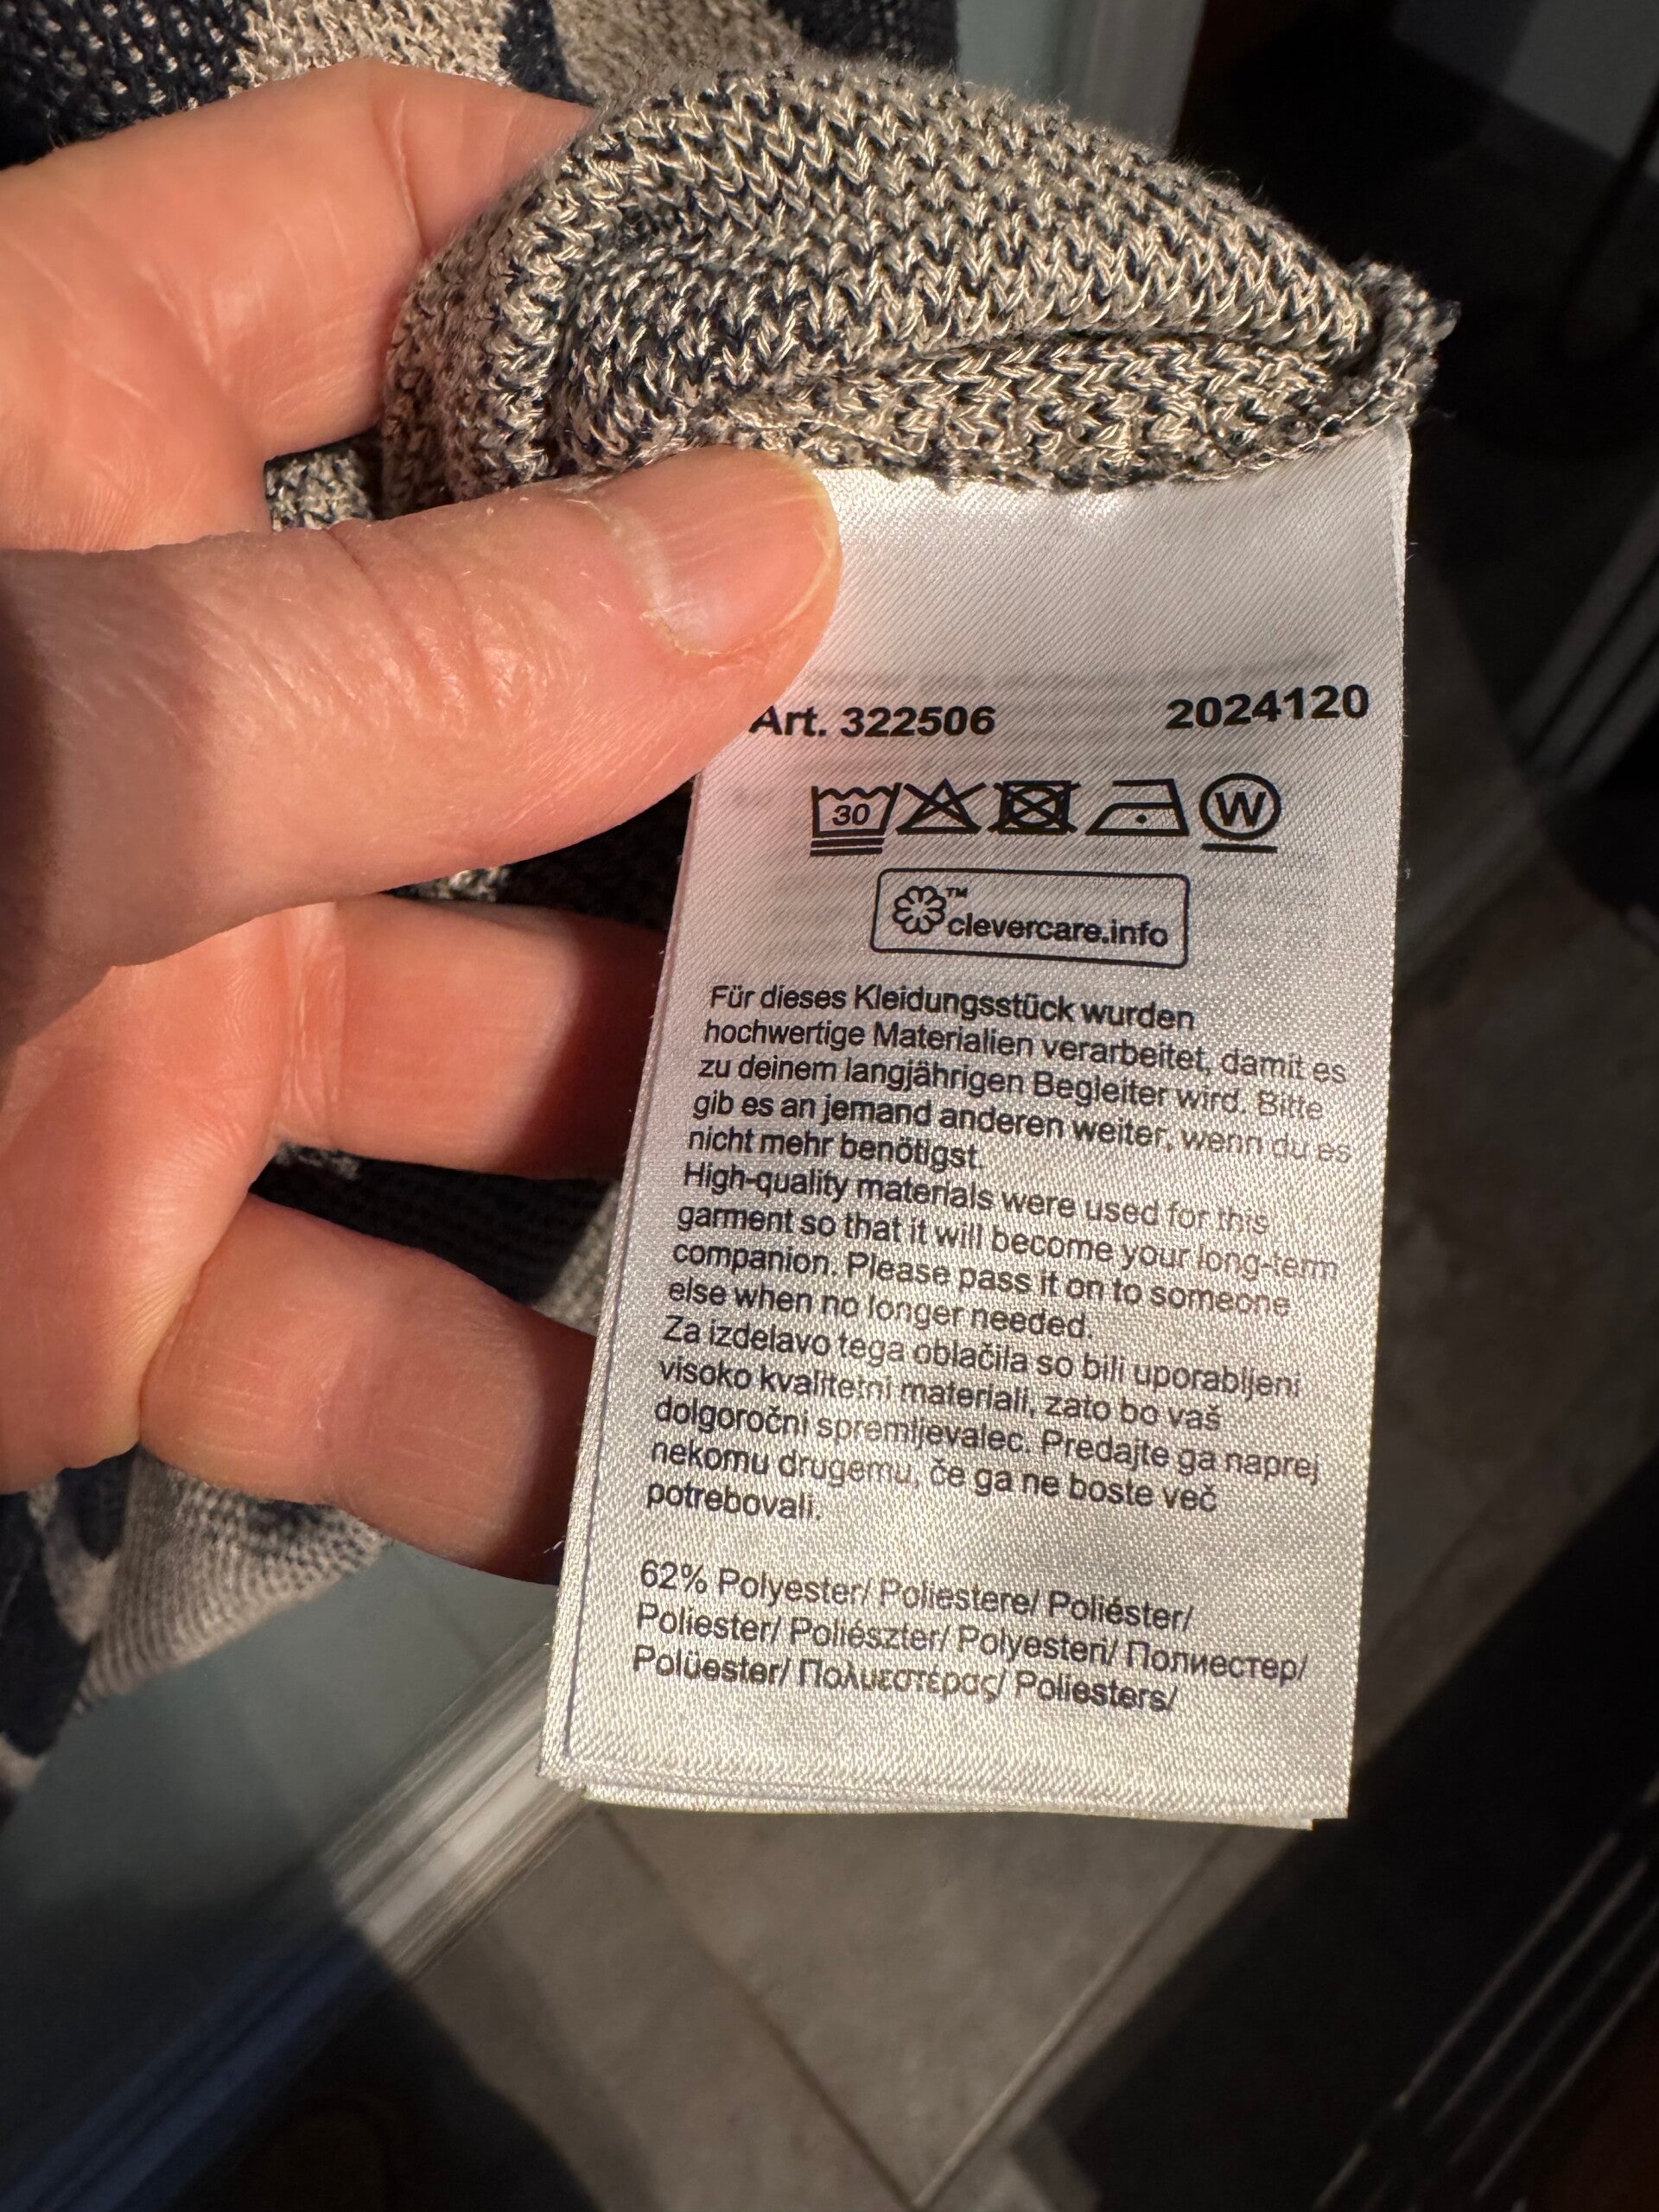 Art. 322506 2024120
30 W
™ clevercare.info
Für dieses Kleidungsstück wurden
hochwertige Materialien verarbeitet, damit es
zu deinem langjährigen Begleiter wird. Bitte
gib es an jemand anderen weiter, wenn du es
nicht mehr benötigst.
High-quality materials were used for this
garment so that it will become your long-term
companion. Please pass it on to someone
else when no longer needed.
Za izdelavo tega oblačila so bili uporabljeni
visoko kvalitetni materiali, zato bo vaš
dolgoročni spremljevalec. Predajte ga naprej
nekomu drugemu, če ga ne boste več
potrebovali.
62% Polyester/ Poliestere/ Poliéster/
Poliester/ Poliészter/ Polyesteri/ Полиестер/
Polüester/ Πολυεστέρας/ Poliesters/